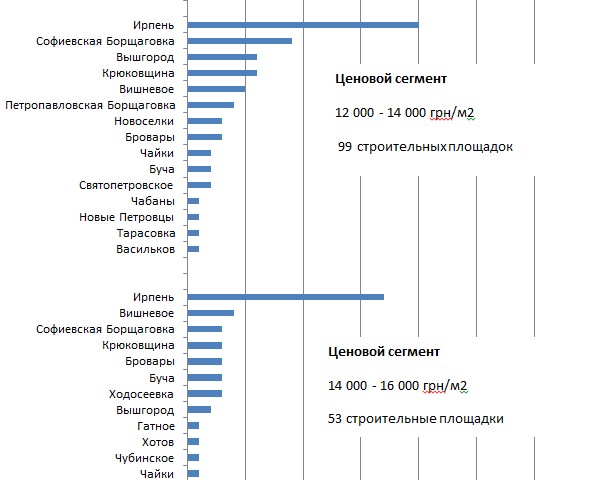 Ирпень
Софиевская Борщаговка
Вышгород
Крюковщина
Вишневое
Петропавловская Борщаговка
Новоселки
Бровары
Чайки
Буча
Святопетровское
Чабаны
Новые Петровцы
Тарасовка
Васильков
Ценовой сегмент
12 000 - 14 000 грн/м2
99 строительных площадок
Ирпень
Вишневое
Софиевская Борщаговка
Крюковщина
Бровары
Буча
Ходосеевка
Вышгород
Гатное
Хотов
Чубинское
Чайки
Ценовой сегмент
14 000 - 16 000 грн/м2
53 строительные площадки